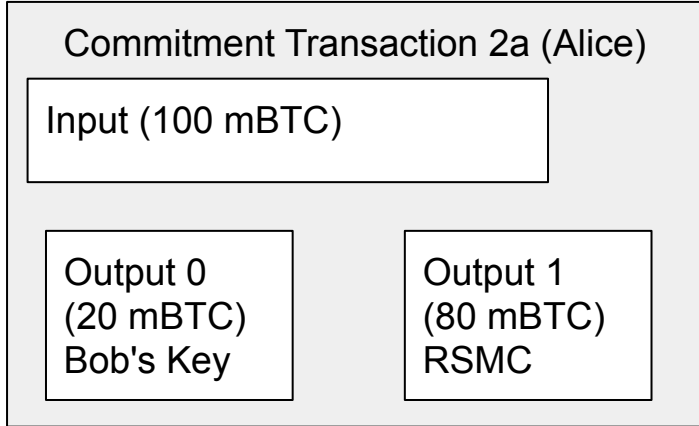 Commitment Transaction 2a (Alice)
Input (100 mBTC)
Output 0
(20 mBTC)
Bob's Key
Output 1
(80 mBTC)
RSMC